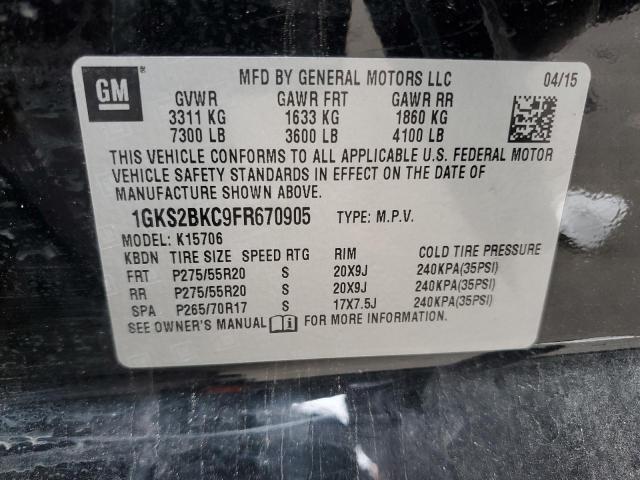 GM
MFD BY GENERAL MOTORS LLC 04/15
GVWR GAWR FRT GAWR RR
3311 KG 1633 KG 1860 KG
7300 LB 3600 LB 4100 LB
THIS VEHICLE CONFORMS TO ALL APPLICABLE U.S. FEDERAL MOTOR
VEHICLE SAFETY STANDARDS IN EFFECT ON THE DATE OF
MANUFACTURE SHOWN ABOVE.
1GKS2BKC9FR670905 TYPE: M.P.V.
MODEL: K15706
KBDN TIRE SIZE SPEED RTG RIM COLD TIRE PRESSURE
FRT P275/55R20 S 20X9J 240KPA(35PSI)
RR P275/55R20 S 20X9J 240KPA(35PSI)
SPA P265/70R17 S 17X7.5J 240KPA(35PSI)
SEE OWNER'S MANUAL FOR MORE INFORMATION.